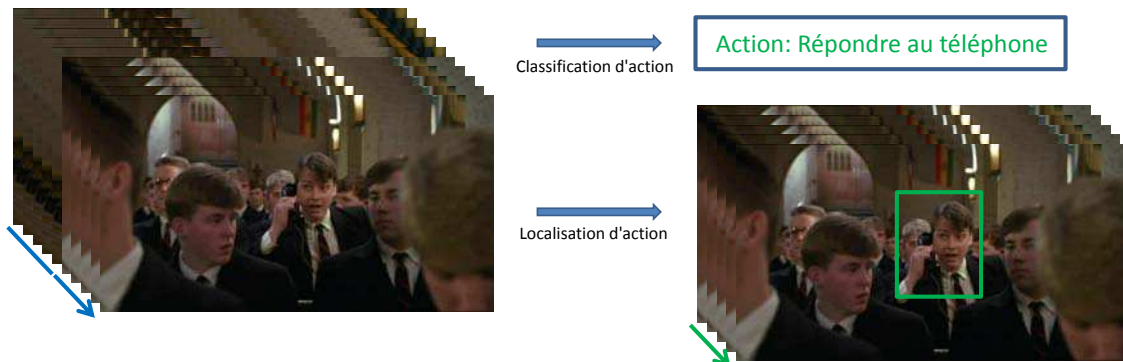 Action: Répondre au téléphone
Classification d'action
Localisation d'action